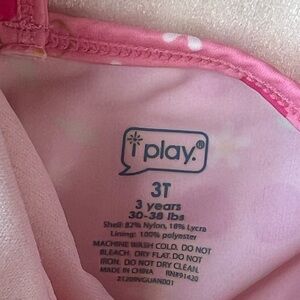 i play.®
3T
3 years
30-38 lbs
Shell: 82% Nylon, 18% Lycra
Lining: 100% polyester
MACHINE WASH COLD. DO NOT
BLEACH. DRY FLAT. DO NOT
IRON. DO NOT DRY CLEAN.
MADE IN CHINA RN#91420